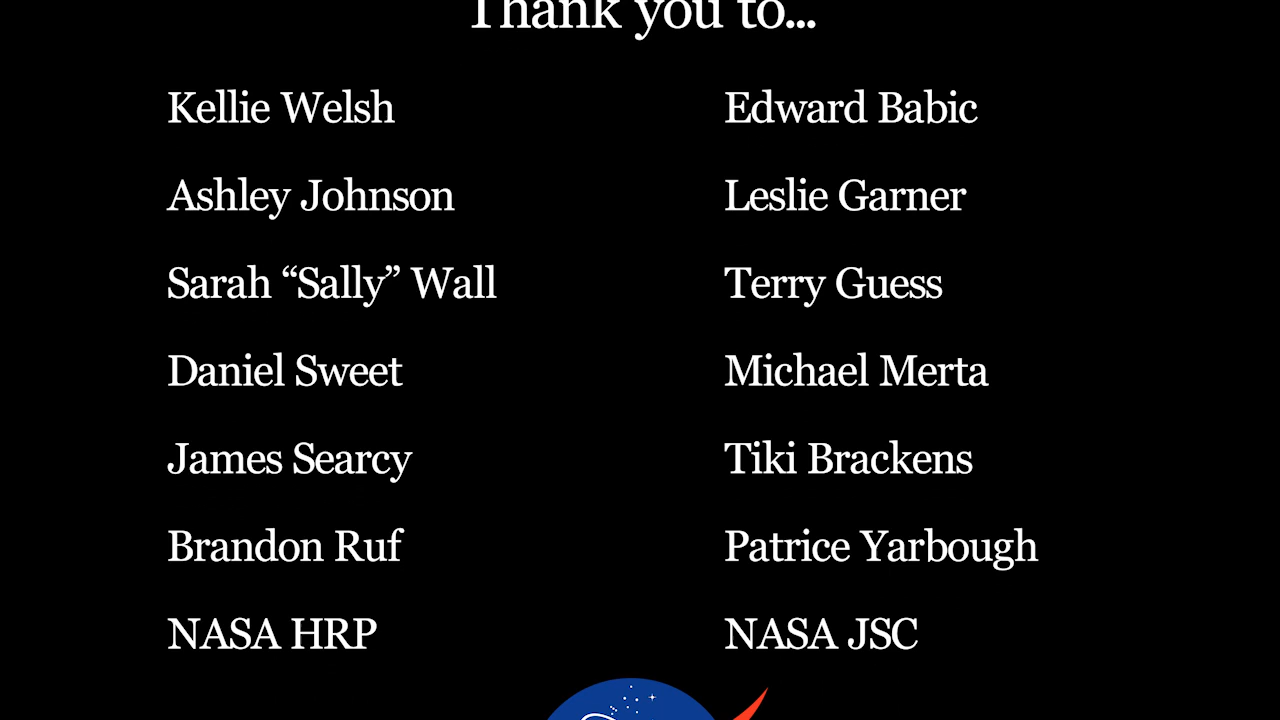 Thank you to...
Kellie Welsh
Edward Babic
Ashley Johnson
Leslie Garner
Sarah “Sally” Wall
Terry Guess
Daniel Sweet
Michael Merta
James Searcy
Tiki Brackens
Brandon Ruf
Patrice Yarbough
NASA HRP
NASA JSC